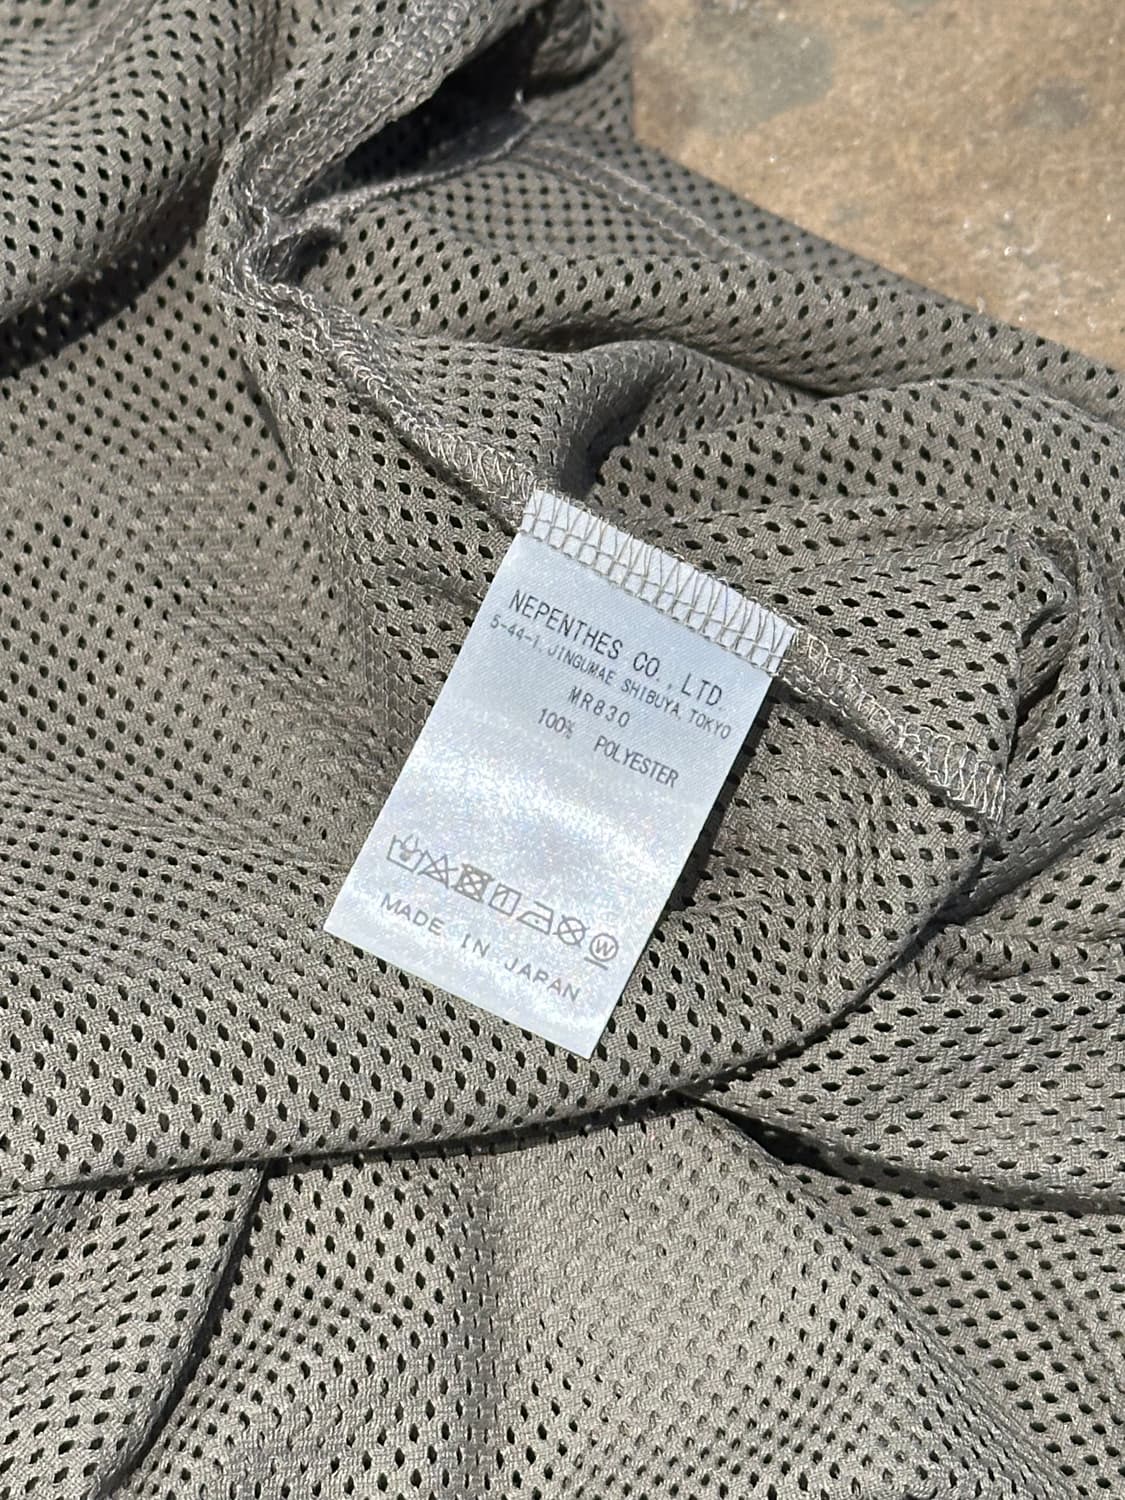 NEPENTHES CO., LTD
5-44-1, JINGUMAE SHIBUYA, TOKYO
MR830
100% POLYESTER
W
MADE IN JAPAN